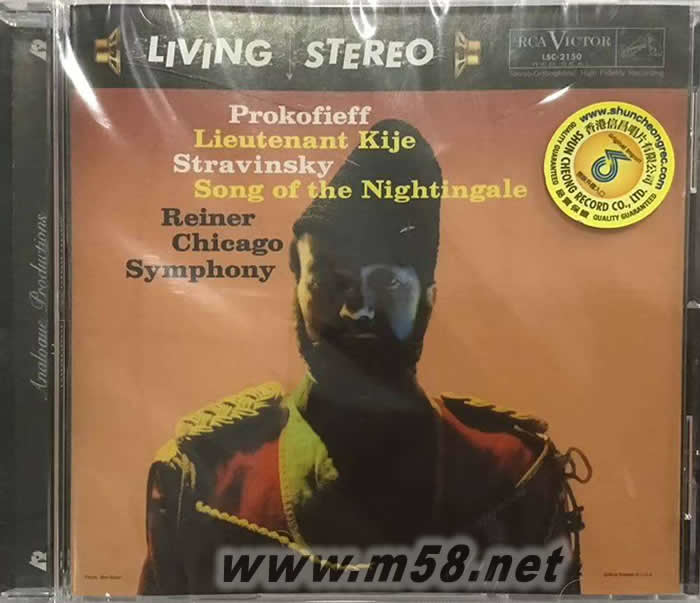 LIVING STEREO
RCA VICTOR
LSC-2150
Prokofieff
Lieutenant Kije
Stravinsky
Song of the Nightingale
Reiner
Chicago
Symphony
www.shuncheongrec.com
香港信昌唱片有限公司
SHUN CHEONG RECORD CO., LTD.
QUALITY GUARANTEED
QUALITY GUARANTEED
品質保證
Analogue Productions
www.m58.net